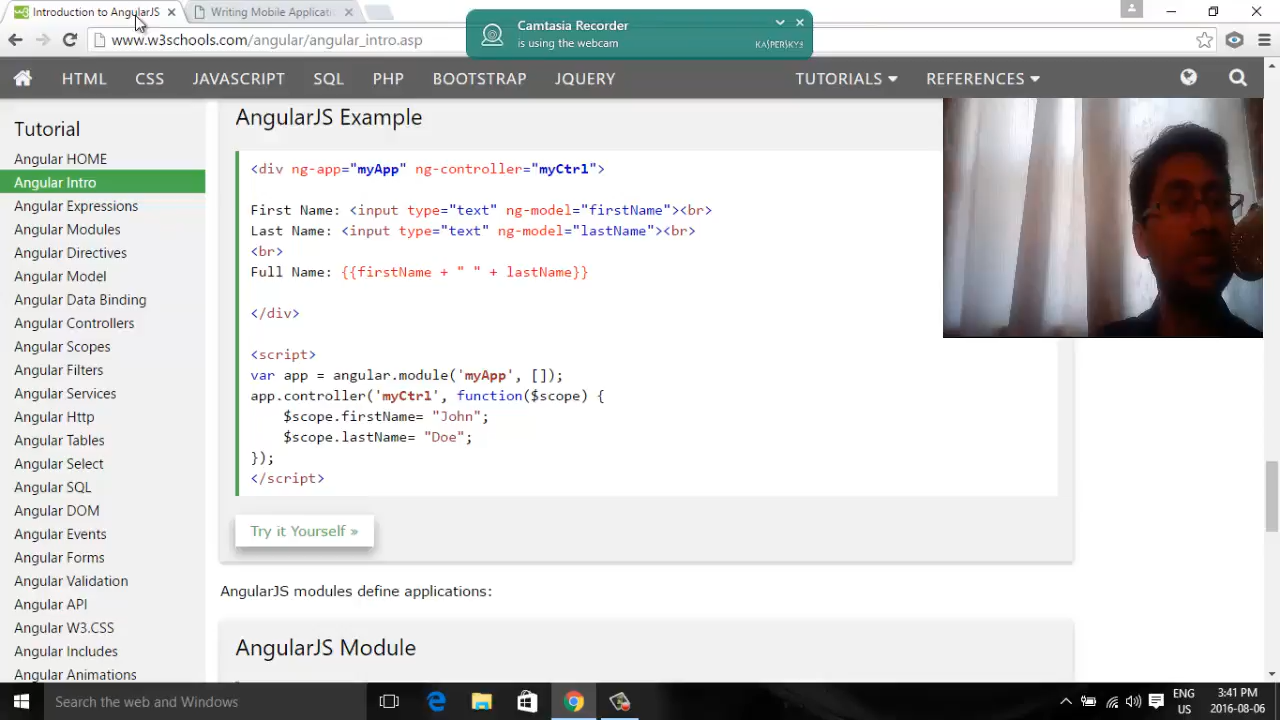 Introduction to AngularJS
Writing Mobile Applicati
www.w3schools.com/angular/angular_intro.asp
Camtasia Recorder
is using the webcam
KASPERSKY
HTML CSS JAVASCRIPT SQL PHP BOOTSTRAP JQUERY TUTORIALS REFERENCES
Tutorial
Angular HOME
Angular Intro
Angular Expressions
Angular Modules
Angular Directives
Angular Model
Angular Data Binding
Angular Controllers
Angular Scopes
Angular Filters
Angular Services
Angular Http
Angular Tables
Angular Select
Angular SQL
Angular DOM
Angular Events
Angular Forms
Angular Validation
Angular API
Angular W3.CSS
Angular Includes
Angular Animations
AngularJS Example
<div ng-app="myApp" ng-controller="myCtrl">
First Name: <input type="text" ng-model="firstName"><br>
Last Name: <input type="text" ng-model="lastName"><br>
<br>
Full Name: {{firstName + " " + lastName}}
</div>
<script>
var app = angular.module('myApp', []);
app.controller('myCtrl', function($scope) {
$scope.firstName= "John";
$scope.lastName= "Doe";
});
</script>
Try it Yourself »
AngularJS modules define applications:
AngularJS Module
Search the web and Windows
ENG
US
3:41 PM
2016-08-06